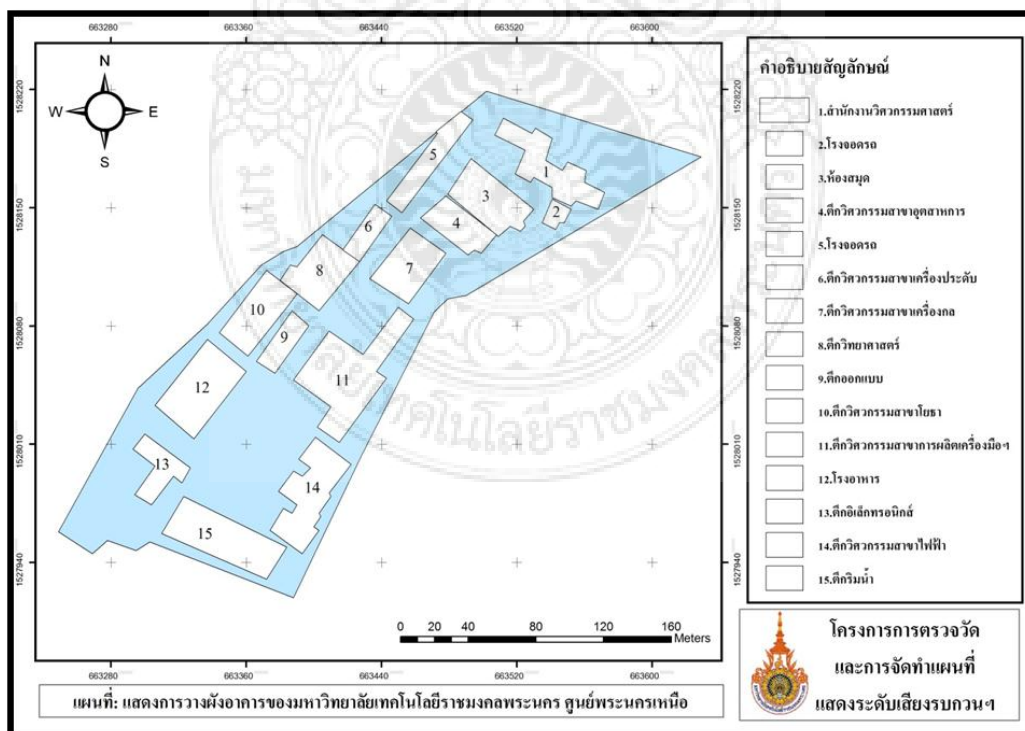 663280 663360 663440 663520 663600
N
W E
S
1528220 1528220
1528150 1528150
1528080 1528080
1528010 1528010
1527940 1527940
1
2
3
4
5
6
7
8
9
10
11
12
13
14
15
0 20 40 80 120 160
Meters
663280 663360 663440 663520 663600
แผนที่: แสดงการวางผังอาคารของมหาวิทยาลัยเทคโนโลยีราชมงคลพระนคร ศูนย์พระนครเหนือ
คำอธิบายสัญลักษณ์
1.สำนักงานวิศวกรรมศาสตร์
2.โรงจอดรถ
3.ห้องสมุด
4.ตึกวิศวกรรมสาขาอุตสาหการ
5.โรงจอดรถ
6.ตึกวิศวกรรมสาขาเครื่องประดับ
7.ตึกวิศวกรรมสาขาเครื่องกล
8.ตึกวิทยาศาสตร์
9.ตึกออกแบบ
10.ตึกวิศวกรรมสาขาโยธา
11.ตึกวิศวกรรมสาขาการผลิตเครื่องมือฯ
12.โรงอาหาร
13.ตึกอิเล็กทรอนิกส์
14.ตึกวิศวกรรมสาขาไฟฟ้า
15.ตึกริมน้ำ
โครงการการตรวจวัด
และการจัดทำแผนที่
แสดงระดับเสียงรบกวนฯ